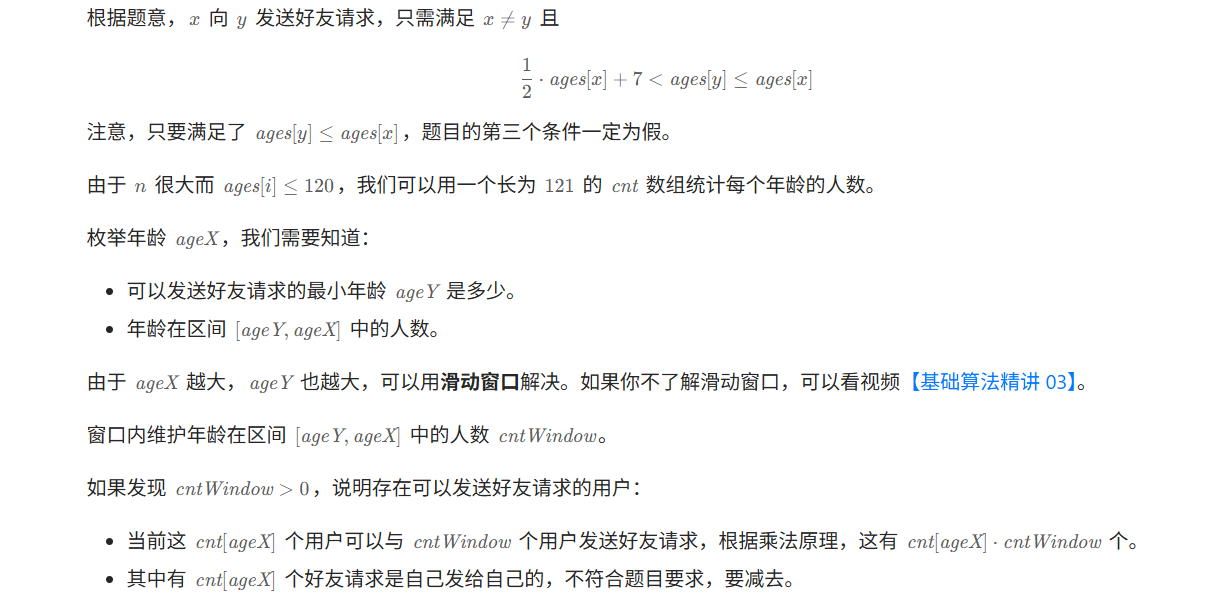 根据题意，x 向 y 发送好友请求，只需满足 x ≠ y 且
1/2 · ages[x] + 7 < ages[y] ≤ ages[x]
注意，只要满足了 ages[y] ≤ ages[x]，题目的第三个条件一定为假。
由于 n 很大而 ages[i] ≤ 120，我们可以用一个长为 121 的 cnt 数组统计每个年龄的人数。
枚举年龄 ageX，我们需要知道：
• 可以发送好友请求的最小年龄 ageY 是多少。
• 年龄在区间 [ageY, ageX] 中的人数。
由于 ageX 越大，ageY 也越大，可以用滑动窗口解决。如果你不了解滑动窗口，可以看视频【基础算法精讲 03】。
窗口内维护年龄在区间 [ageY, ageX] 中的人数 cntWindow。
如果发现 cntWindow > 0，说明存在可以发送好友请求的用户：
• 当前这 cnt[ageX] 个用户可以与 cntWindow 个用户发送好友请求，根据乘法原理，这有 cnt[ageX] · cntWindow 个。
• 其中有 cnt[ageX] 个好友请求是自己发给自己的，不符合题目要求，要减去。